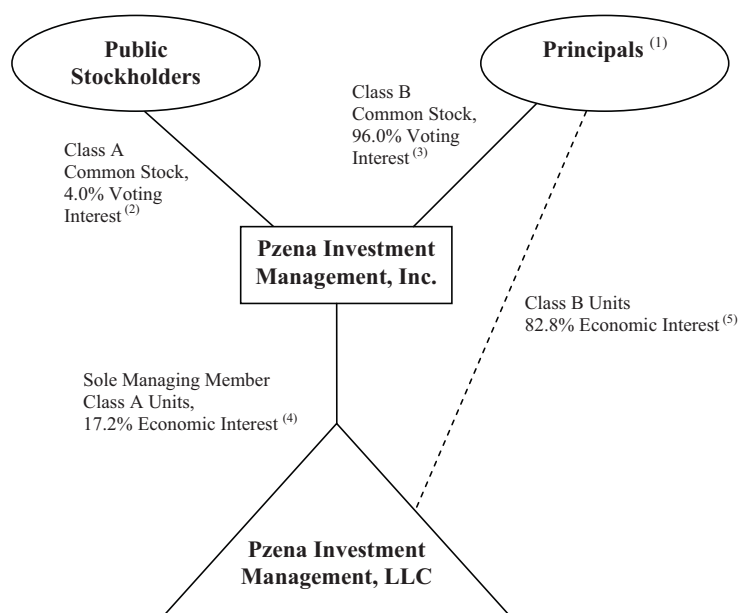 Public
Stockholders
Principals (1)
Class A
Common Stock,
4.0% Voting
Interest (2)
Class B
Common Stock,
96.0% Voting
Interest (3)
Pzena Investment
Management, Inc.
Class B Units
82.8% Economic Interest (5)
Sole Managing Member
Class A Units,
17.2% Economic Interest (4)
Pzena Investment
Management, LLC